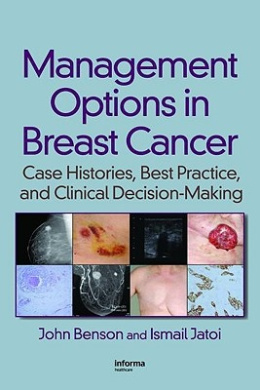 Management
Options in
Breast Cancer
Case Histories, Best Practice,
and Clinical Decision-Making
John Benson and Ismail Jatoi
informa
healthcare